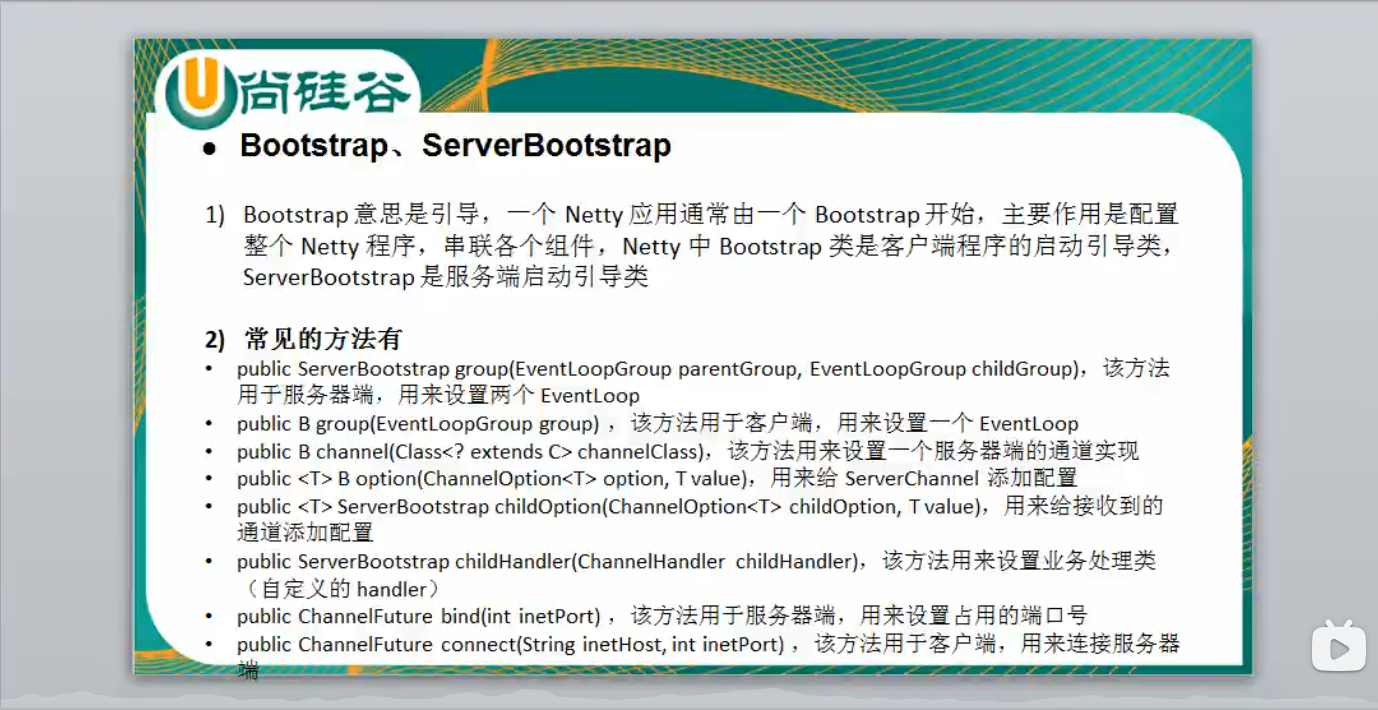 尚硅谷
● Bootstrap、ServerBootstrap
1) Bootstrap 意思是引导，一个 Netty 应用通常由一个 Bootstrap 开始，主要作用是配置
整个 Netty 程序，串联各个组件，Netty 中 Bootstrap 类是客户端程序的启动引导类，
ServerBootstrap 是服务端启动引导类
2) 常见的方法有
• public ServerBootstrap group(EventLoopGroup parentGroup, EventLoopGroup childGroup)，该方法
用于服务器端，用来设置两个 EventLoop
• public B group(EventLoopGroup group) ，该方法用于客户端，用来设置一个 EventLoop
• public B channel(Class<? extends C> channelClass)，该方法用来设置一个服务器端的通道实现
• public <T> B option(ChannelOption<T> option, T value)，用来给 ServerChannel 添加配置
• public <T> ServerBootstrap childOption(ChannelOption<T> childOption, T value)，用来给接收到的
通道添加配置
• public ServerBootstrap childHandler(ChannelHandler childHandler)，该方法用来设置业务处理类
（自定义的 handler）
• public ChannelFuture bind(int inetPort) ，该方法用于服务器端，用来设置占用的端口号
• public ChannelFuture connect(String inetHost, int inetPort) ，该方法用于客户端，用来连接服务器
端